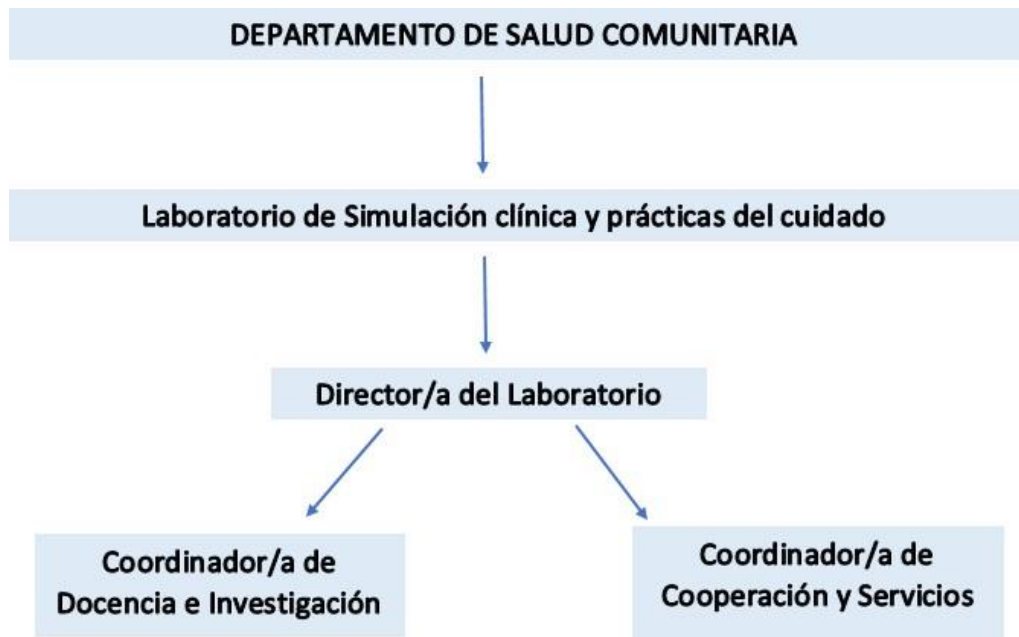 DEPARTAMENTO DE SALUD COMUNITARIA
Laboratorio de Simulación clínica y prácticas del cuidado
Director/a del Laboratorio
Coordinador/a de
Docencia e Investigación
Coordinador/a de
Cooperación y Servicios